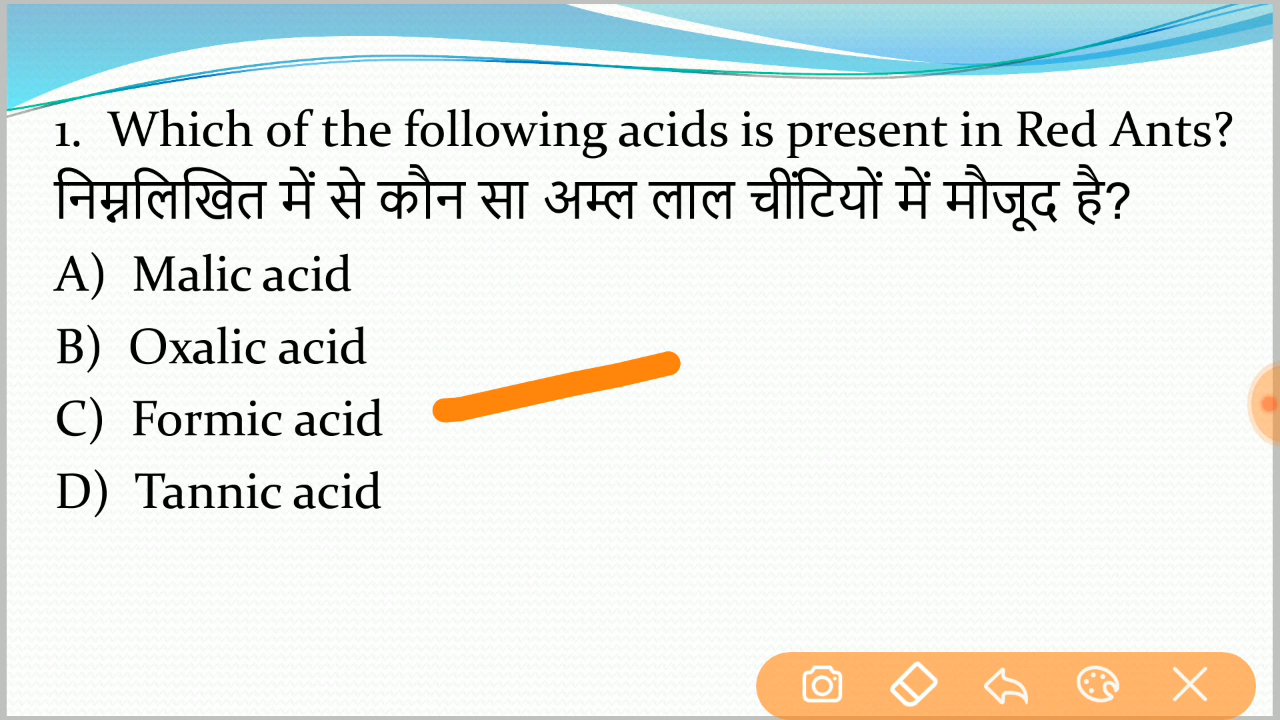 1. Which of the following acids is present in Red Ants?
निम्नलिखित में से कौन सा अम्ल लाल चींटियों में मौजूद है?
A) Malic acid
B) Oxalic acid
C) Formic acid
D) Tannic acid